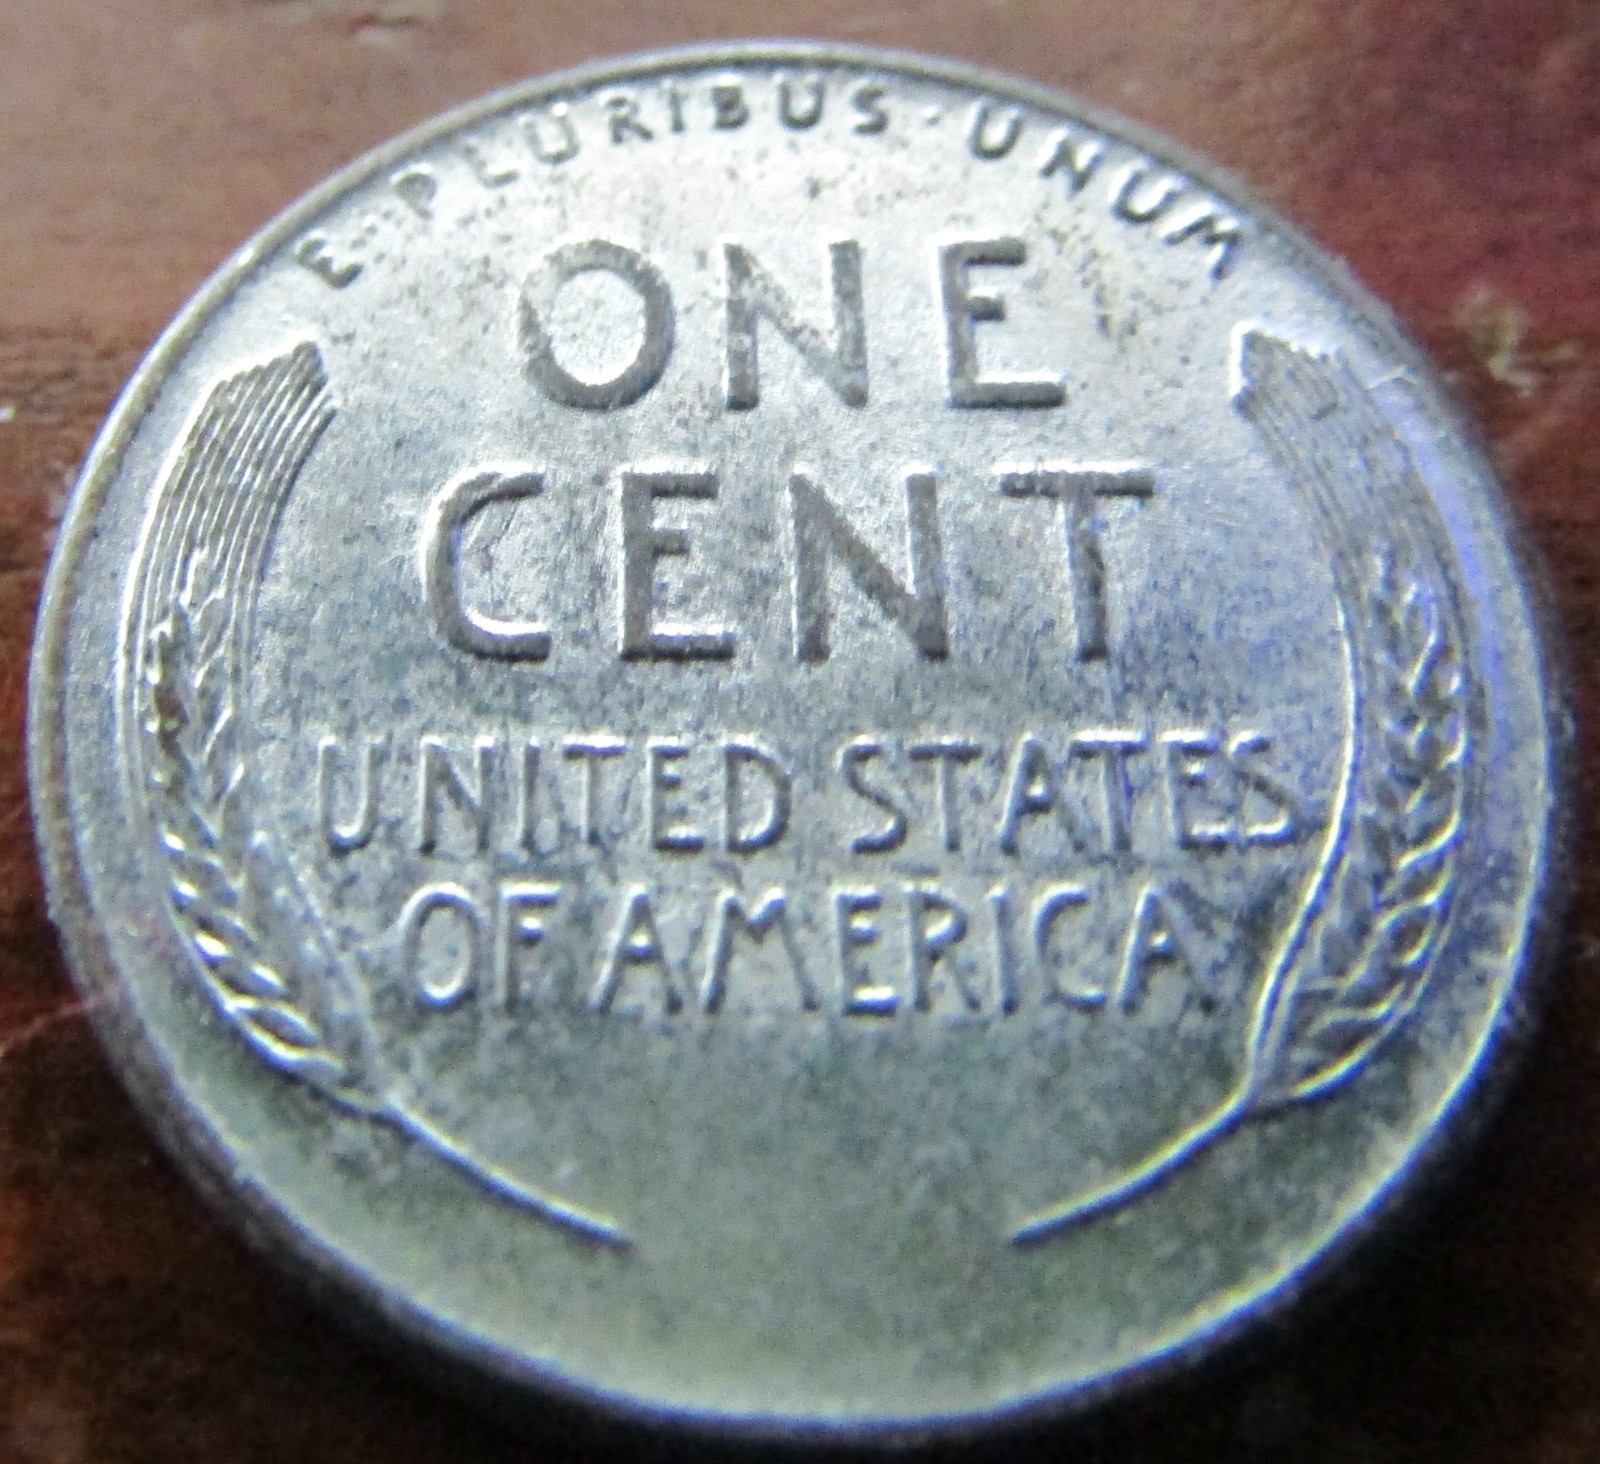 E · PLURIBUS · UNUM
ONE
CENT
UNITED STATES
OF AMERICA